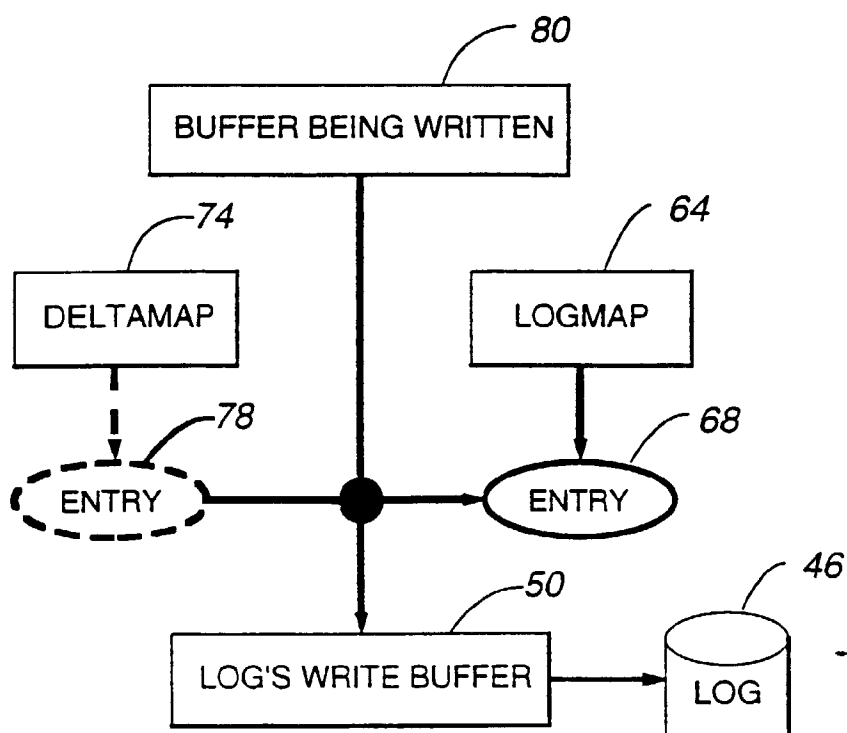 80
BUFFER BEING WRITTEN
74
64
DELTAMAP
LOGMAP
78
68
ENTRY
ENTRY
50
46
LOG'S WRITE BUFFER
LOG